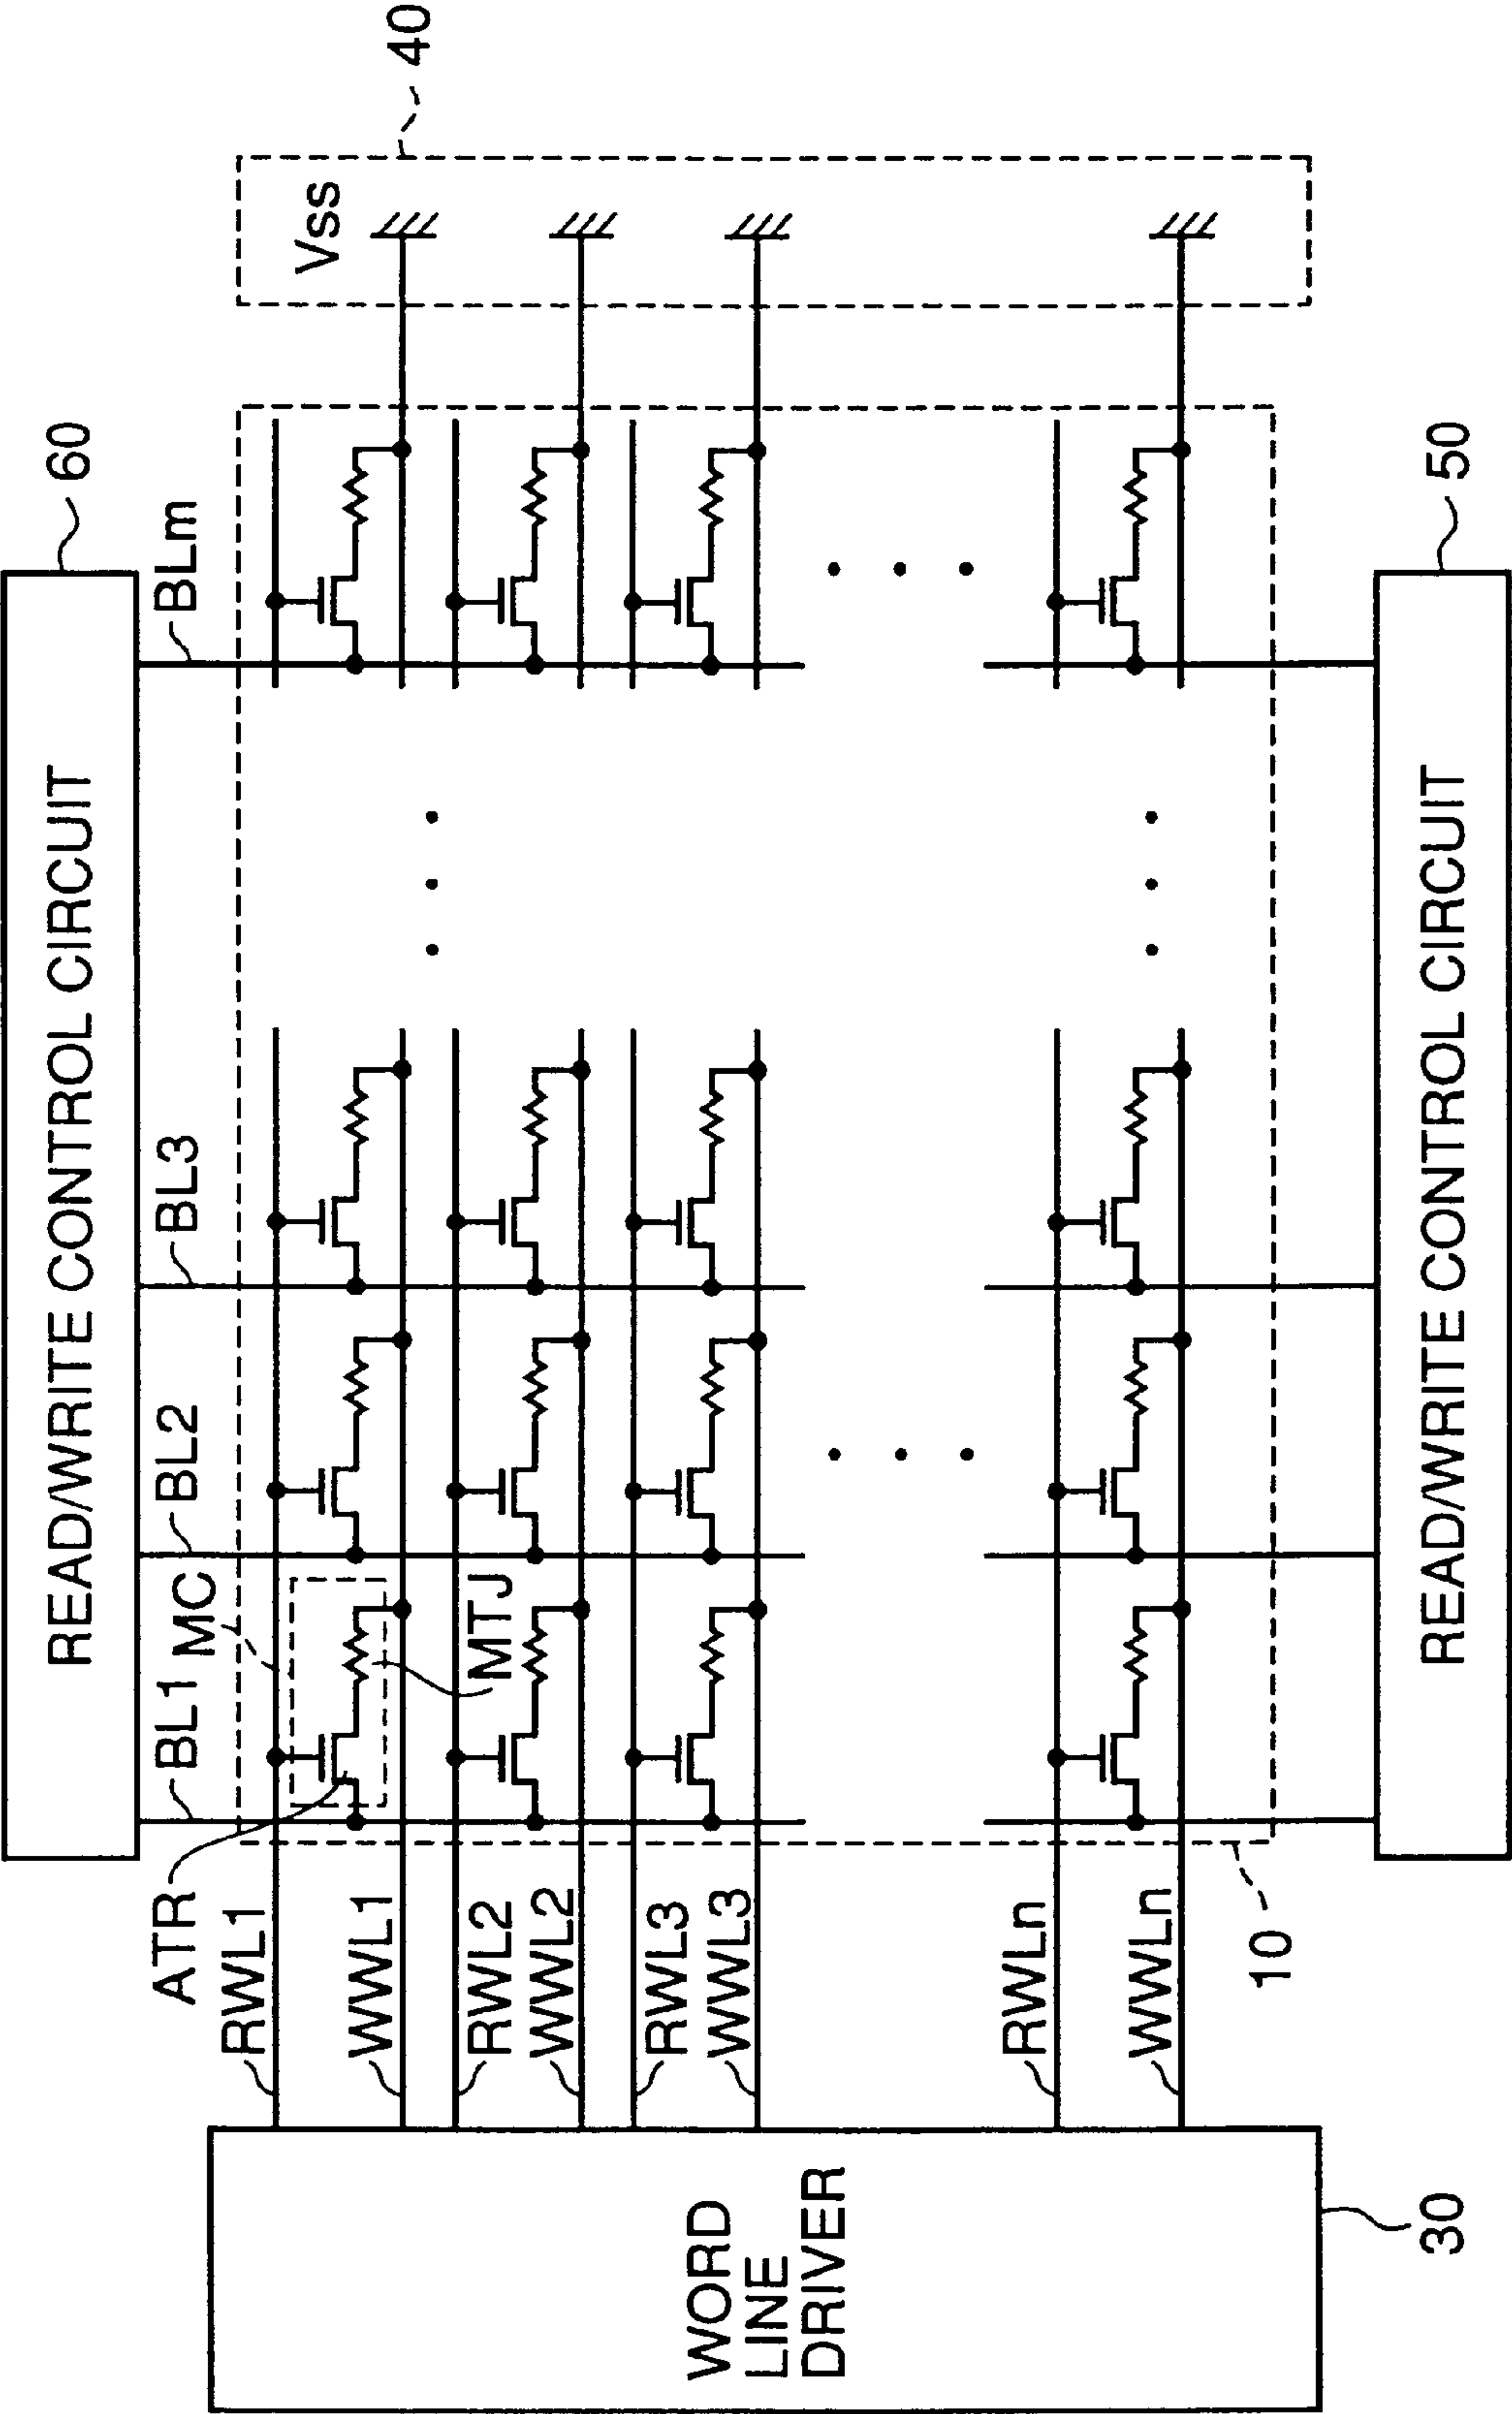 READ/WRITE CONTROL CIRCUIT
60
BL1
BL2
BL3
BLm
MC
ATR
MTJ
Vss
40
RWL1
WWL1
RWL2
WWL2
RWL3
WWL3
RWLn
WWLn
WORD
LINE
DRIVER
30
10
READ/WRITE CONTROL CIRCUIT
50